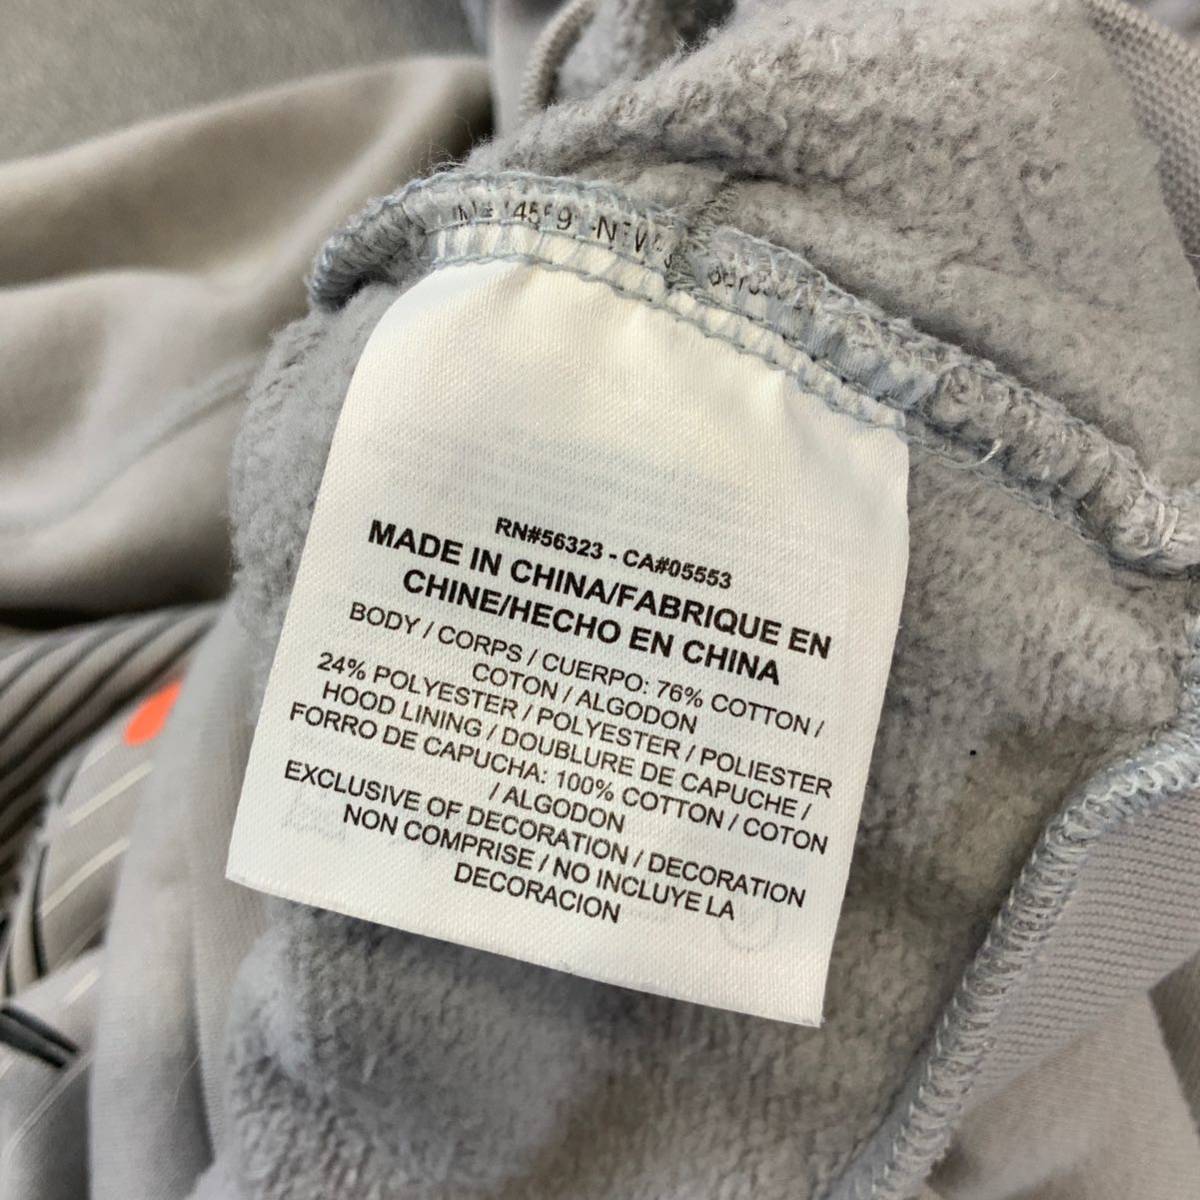 RN#56323 - CA#05553
MADE IN CHINA/FABRIQUE EN
CHINE/HECHO EN CHINA
BODY / CORPS / CUERPO: 76% COTTON /
COTON / ALGODON
24% POLYESTER / POLYESTER / POLIESTER
HOOD LINING / DOUBLURE DE CAPUCHE /
FORRO DE CAPUCHA: 100% COTTON / COTON
/ ALGODON
EXCLUSIVE OF DECORATION / DECORATION
NON COMPRISE / NO INCLUYE LA
DECORACION